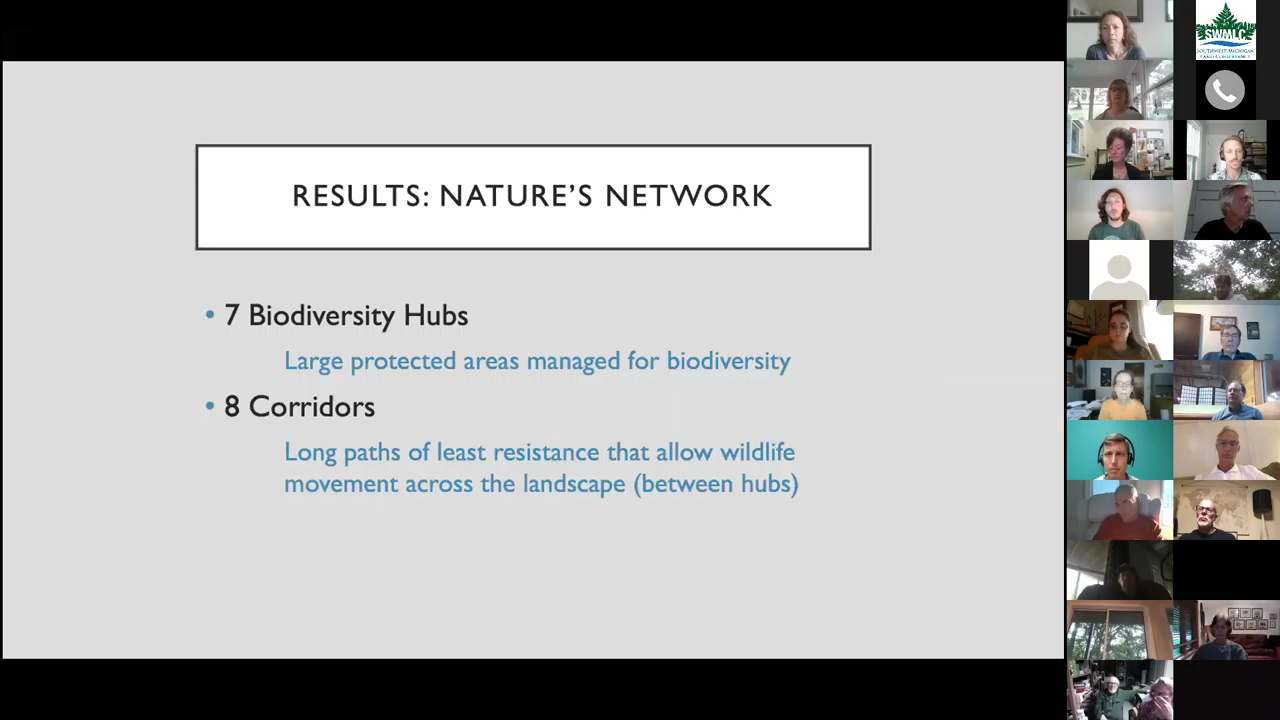 RESULTS: NATURE’S NETWORK
• 7 Biodiversity Hubs
Large protected areas managed for biodiversity
• 8 Corridors
Long paths of least resistance that allow wildlife
movement across the landscape (between hubs)
SWMLC
SOUTHWEST MICHIGAN
LAND CONSERVANCY